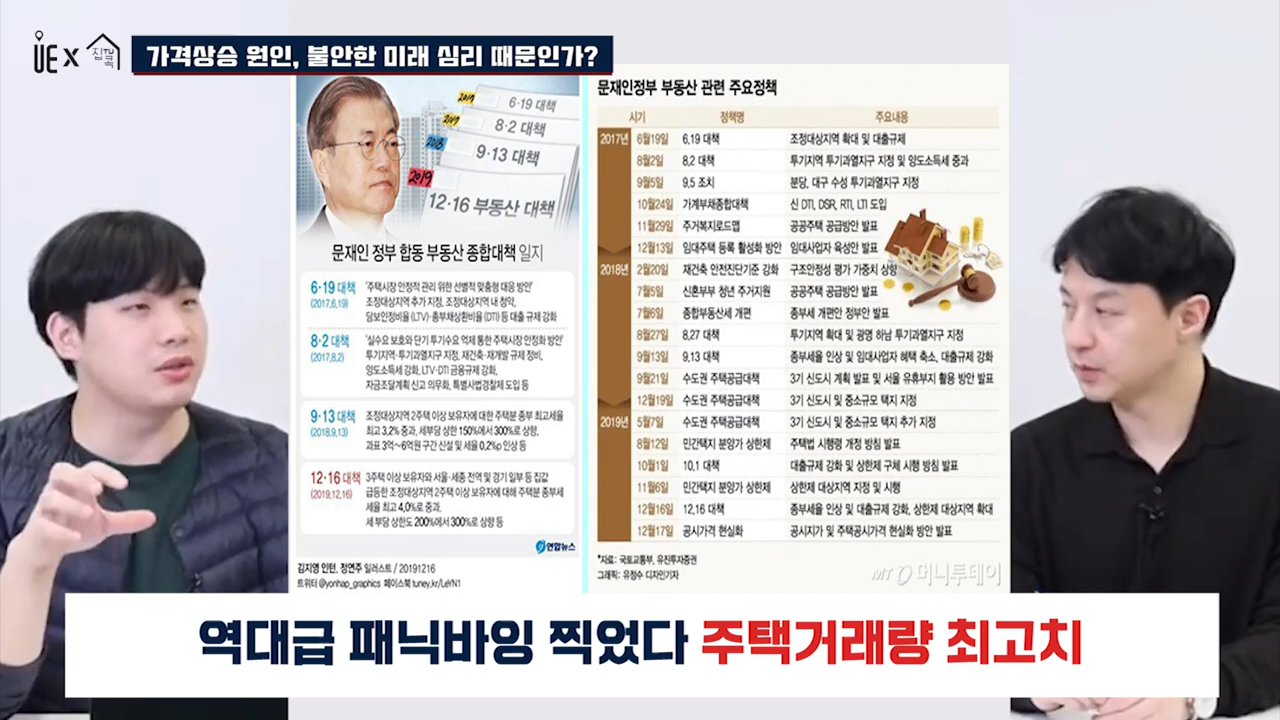 UE X 집콕
가격상승 원인, 불안한 미래 심리 때문인가?
2017
6·19 대책
2017
8·2 대책
2018
9·13 대책
2019
12·16 부동산 대책
문재인 정부 합동 부동산 종합대책 일지
6·19 대책
(2017,6,19)
'주택시장 안정적 관리 위한 선별적 맞춤형 대응 방안'
조정대상지역 추가 지정, 조정대상지역 내 청약,
담보인정비율 (LTV)·총부채상환비율 (DTI) 등 대출 규제 강화
8·2 대책
(2017,8,2)
'실수요 보호와 단기 투기수요 억제 통한 주택시장 안정화 방안'
투기지역·투기과열지구 지정, 재건축·재개발 규제 정비,
양도소득세 강화, LTV·DTI 금융규제 강화,
자금조달계획 신고 의무화, 특별사법경찰제 도입 등
9·13 대책
(2018,9,13)
조정대상지역 2주택 이상 보유자에 대한 주택분 종부 최고세율
최고 3.2% 중과, 세부담 상한 150%에서 300%로 상향,
과표 3억~6억원 구간 신설 및 세율 0.2%p 인상 등
12·16 대책
(2019,12,16)
3주택 이상 보유자와 서울·세종 전역 및 경기 일부 등 집값
급등한 조정대상지역 2주택 이상 보유자에 대해 주택분 종부세
세율 최고 4.0%로 중과,
세 부담 상한도 200%에서 300%로 상향 등
연합뉴스
김지영 인턴, 정연주 일러스트 / 20191216
트위터 @yonhap_graphics 페이스북 tuney.kr/LeYN1
문재인정부 부동산 관련 주요정책
시기 정책명 주요내용
2017년 6월19일 6.19 대책 조정대상지역 확대 및 대출규제
8월2일 8.2 대책 투기지역 투기과열지구 지정 및 양도소득세 중과
9월5일 9.5 조치 분당, 대구 수성 투기과열지구 지정
10월24일 가계부채종합대책 신 DTI, DSR, RTI, LTI 도입
11월29일 주거복지로드맵 공공주택 공급방안 발표
12월13일 임대주택 등록 활성화 방안 임대사업자 육성안 발표
2018년 2월20일 재건축 안전진단기준 강화 구조안정성 평가 가중치 상향
7월5일 신혼부부 청년 주거지원 공공주택 공급방안 발표
7월6일 종합부동산세 개편 종부세 개편안 정부안 발표
8월27일 8.27 대책 투기지역 확대 및 광명 하남 투기과열지구 지정
9월13일 9.13 대책 종부세율 인상 및 임대사업자 혜택 축소, 대출규제 강화
9월21일 수도권 주택공급대책 3기 신도시 계획 발표 및 서울 유휴부지 활용 방안 발표
12월19일 수도권 주택공급대책 3기 신도시 및 중소규모 택지 지정
2019년 5월7일 수도권 주택공급대책 3기 신도시 및 중소규모 택지 추가 지정
8월12일 민간택지 분양가 상한제 주택법 시행령 개정 방침 발표
10월1일 10.1 대책 대출규제 강화 및 상한제 구체 시행 방침 발표
11월6일 민간택지 분양가 상한제 상한제 대상지역 지정 및 시행
12월16일 12.16 대책 종부세율 인상 및 대출규제 강화, 상한제 대상지역 확대
12월17일 공시가격 현실화 공시지가 및 주택공시가격 현실화 방안 발표
*자료: 국토교통부, 유진투자증권
그래픽: 유정수 디자인기자
MT 머니투데이
역대급 패닉바잉 찍었다 주택거래량 최고치